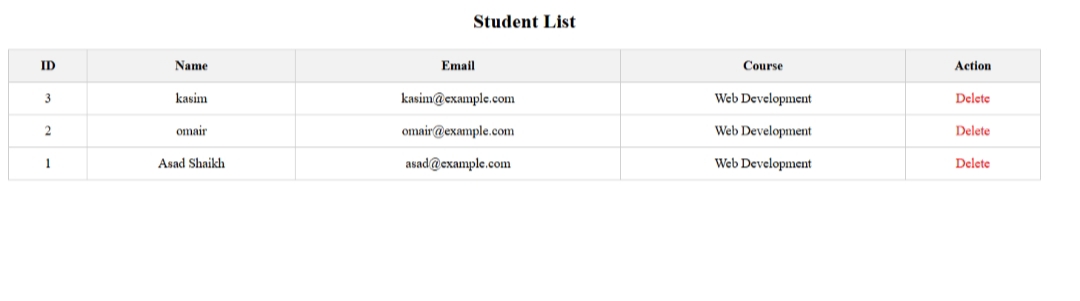 Student List
ID Name Email Course Action
3 kasim kasim@example.com Web Development Delete
2 omair omair@example.com Web Development Delete
1 Asad Shaikh asad@example.com Web Development Delete